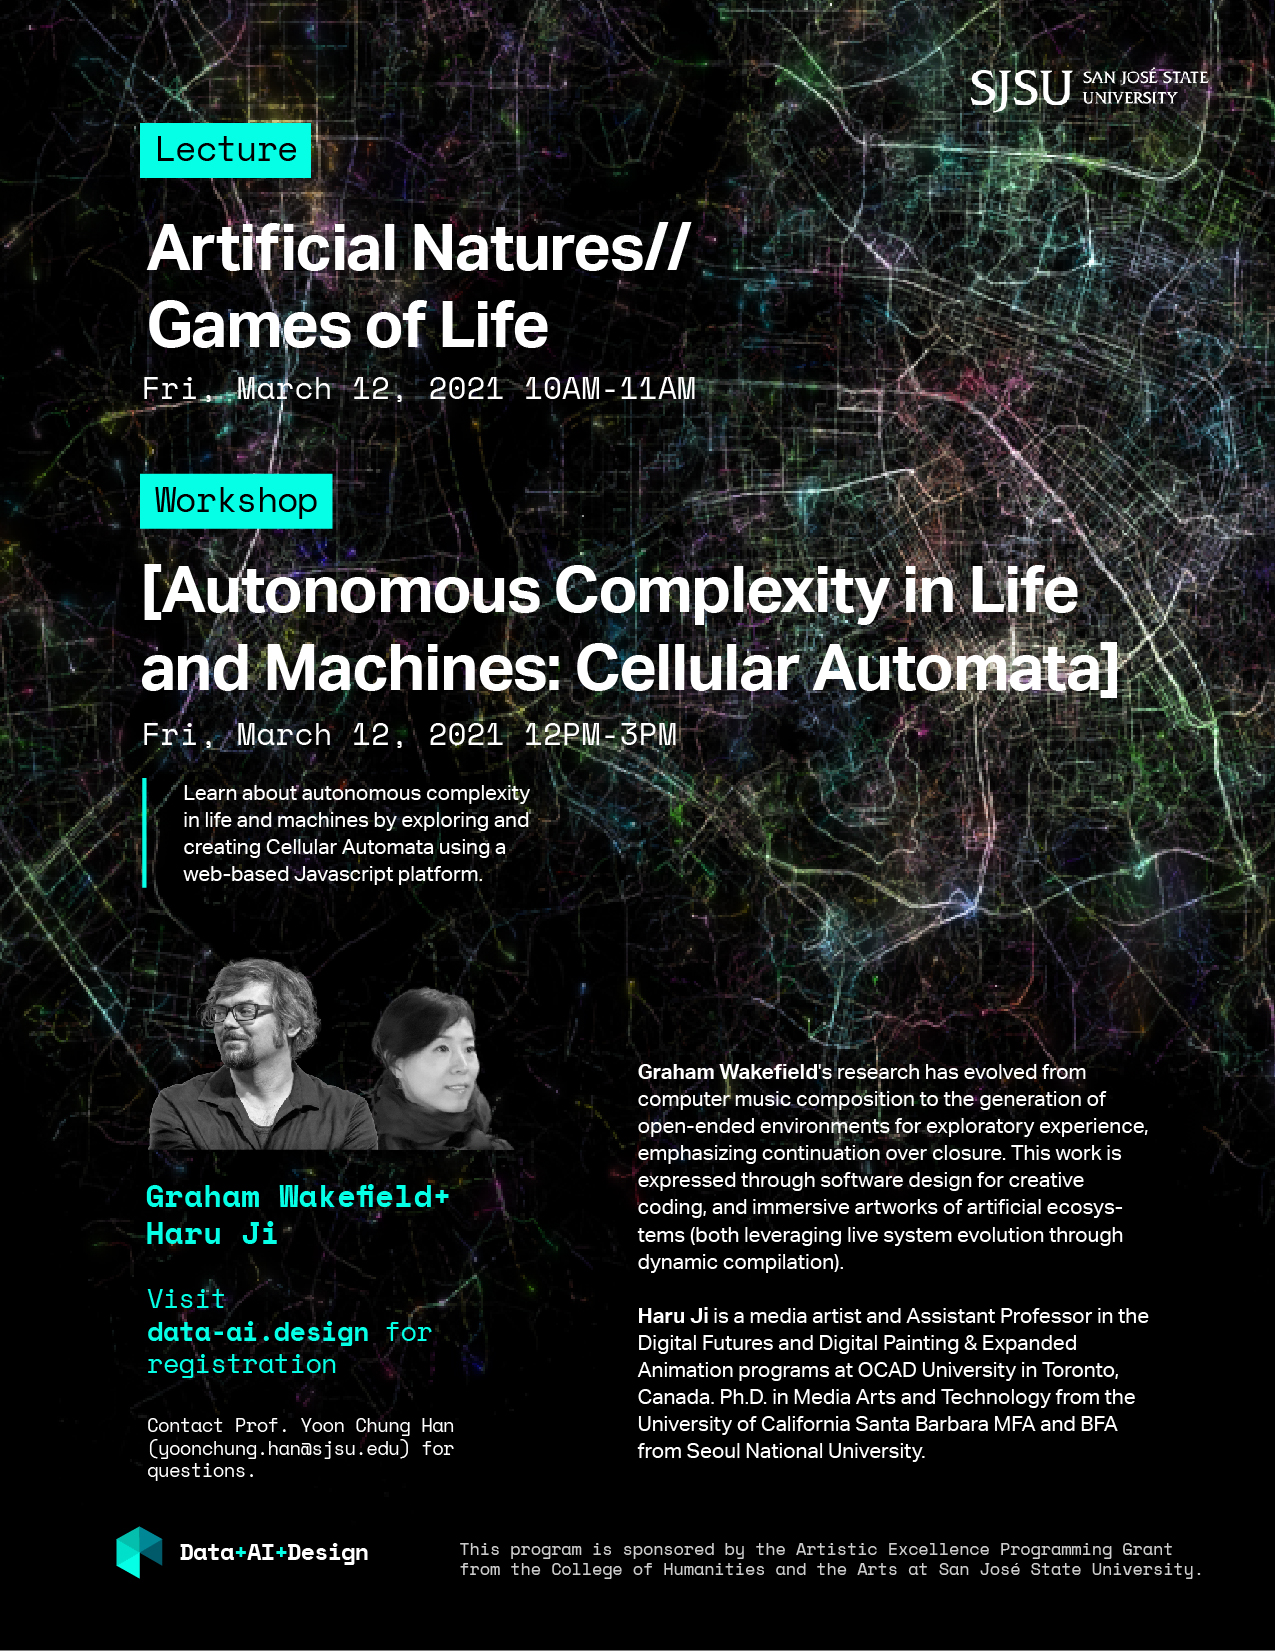 SJSU SAN JOSÉ STATE
UNIVERSITY
Lecture
Artificial Natures//
Games of Life
Fri, March 12, 2021 10AM-11AM
Workshop
[Autonomous Complexity in Life
and Machines: Cellular Automata]
Fri, March 12, 2021 12PM-3PM
Learn about autonomous complexity
in life and machines by exploring and
creating Cellular Automata using a
web-based Javascript platform.
Graham Wakefield+
Haru Ji
Visit
data-ai.design for
registration
Contact Prof. Yoon Chung Han
(yoonchung.han@sjsu.edu) for
questions.
Graham Wakefield's research has evolved from
computer music composition to the generation of
open-ended environments for exploratory experience,
emphasizing continuation over closure. This work is
expressed through software design for creative
coding, and immersive artworks of artificial ecosys-
tems (both leveraging live system evolution through
dynamic compilation).
Haru Ji is a media artist and Assistant Professor in the
Digital Futures and Digital Painting & Expanded
Animation programs at OCAD University in Toronto,
Canada. Ph.D. in Media Arts and Technology from the
University of California Santa Barbara MFA and BFA
from Seoul National University.
Data+AI+Design
This program is sponsored by the Artistic Excellence Programming Grant
from the College of Humanities and the Arts at San José State University.